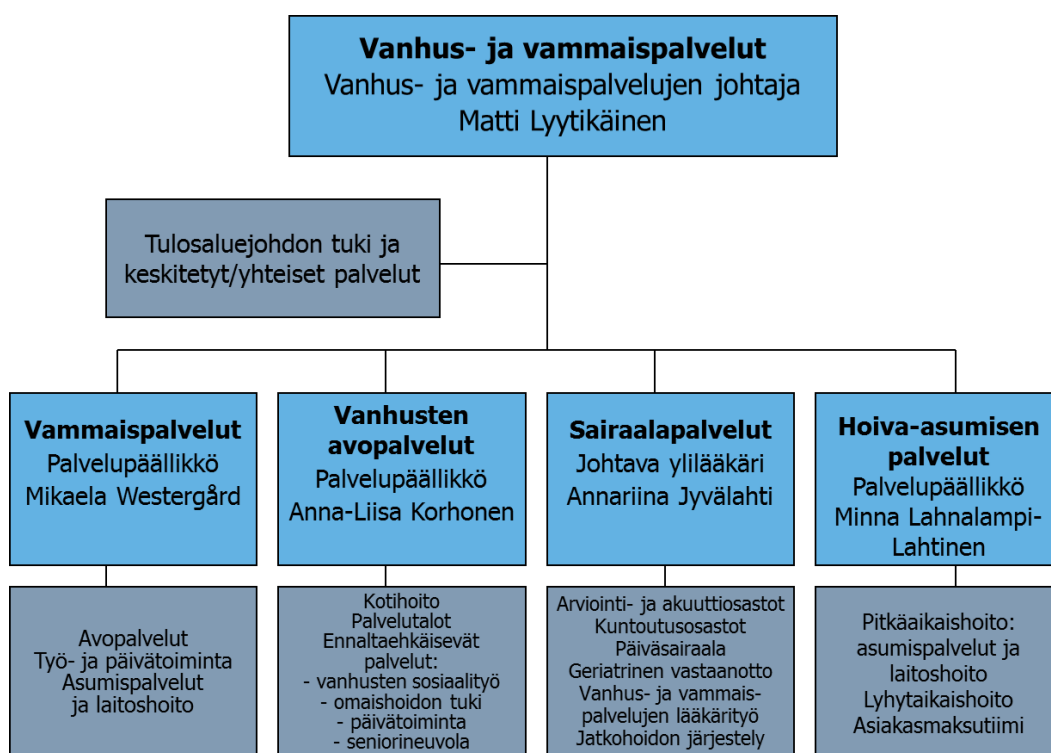 Vanhus- ja vammaispalvelut
Vanhus- ja vammaispalvelujen johtaja
Matti Lyytikäinen
Tulosaluejohdon tuki ja
keskitetyt/yhteiset palvelut
Vammaispalvelut
Palvelupäällikkö
Mikaela Westergård
Vanhusten
avopalvelut
Palvelupäällikkö
Anna-Liisa Korhonen
Sairaalapalvelut
Johtava ylilääkäri
Annariina Jyvälahti
Hoiva-asumisen
palvelut
Palvelupäällikkö
Minna Lahnalampi-
Lahtinen
Avopalvelut
Työ- ja päivätoiminta
Asumispalvelut
ja laitoshoito
Kotihoito
Palvelutalot
Ennaltaehkäisevät
palvelut:
- vanhusten sosiaalityö
- omaishoidon tuki
- päivätoiminta
- seniorineuvola
Arviointi- ja akuuttiosastot
Kuntoutusosastot
Päiväsairaala
Geriatrinen vastaanotto
Vanhus- ja vammais-
palvelujen lääkärityö
Jatkohoidon järjestely
Pitkäaikaishoito:
asumispalvelut ja
laitoshoito
Lyhytaikaishoito
Asiakasmaksutiimi